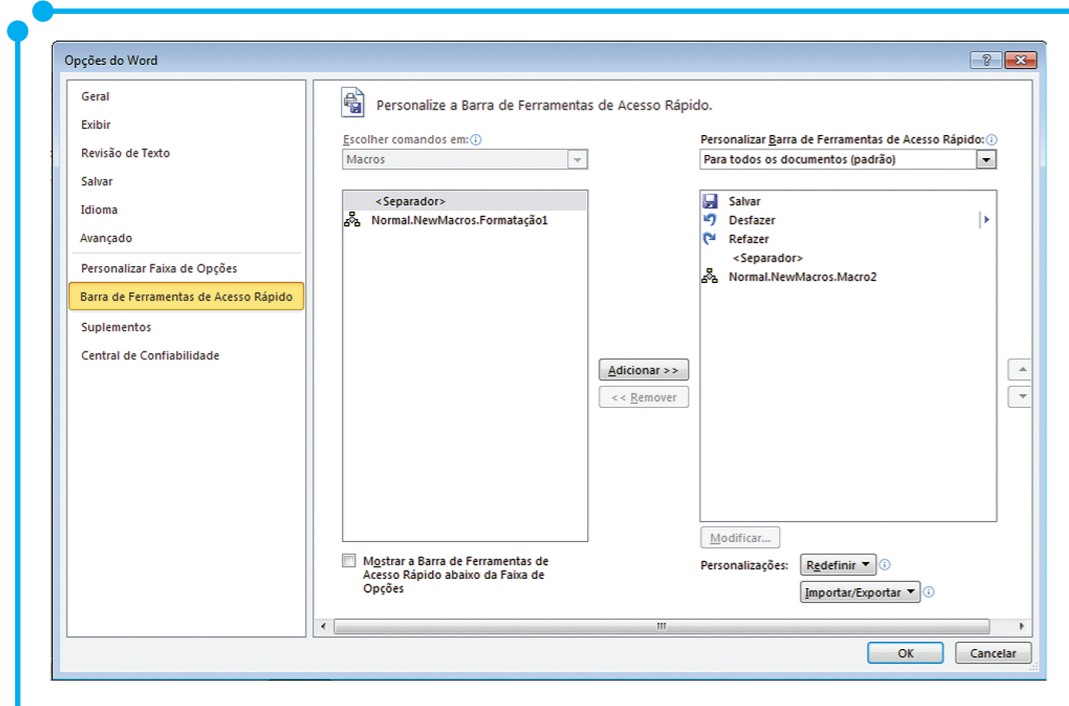 Opções do Word
Geral
Exibir
Revisão de Texto
Salvar
Idioma
Avançado
Personalizar Faixa de Opções
Barra de Ferramentas de Acesso Rápido
Suplementos
Central de Confiabilidade
Personalize a Barra de Ferramentas de Acesso Rápido.
Escolher comandos em:
Macros
<Separador>
Normal.NewMacros.Formatação1
Mostrar a Barra de Ferramentas de
Acesso Rápido abaixo da Faixa de
Opções
Adicionar >>
<< Remover
Personalizar Barra de Ferramentas de Acesso Rápido:
Para todos os documentos (padrão)
Salvar
Desfazer
Refazer
<Separador>
Normal.NewMacros.Macro2
Modificar...
Personalizações: Redefinir
Importar/Exportar
OK Cancelar